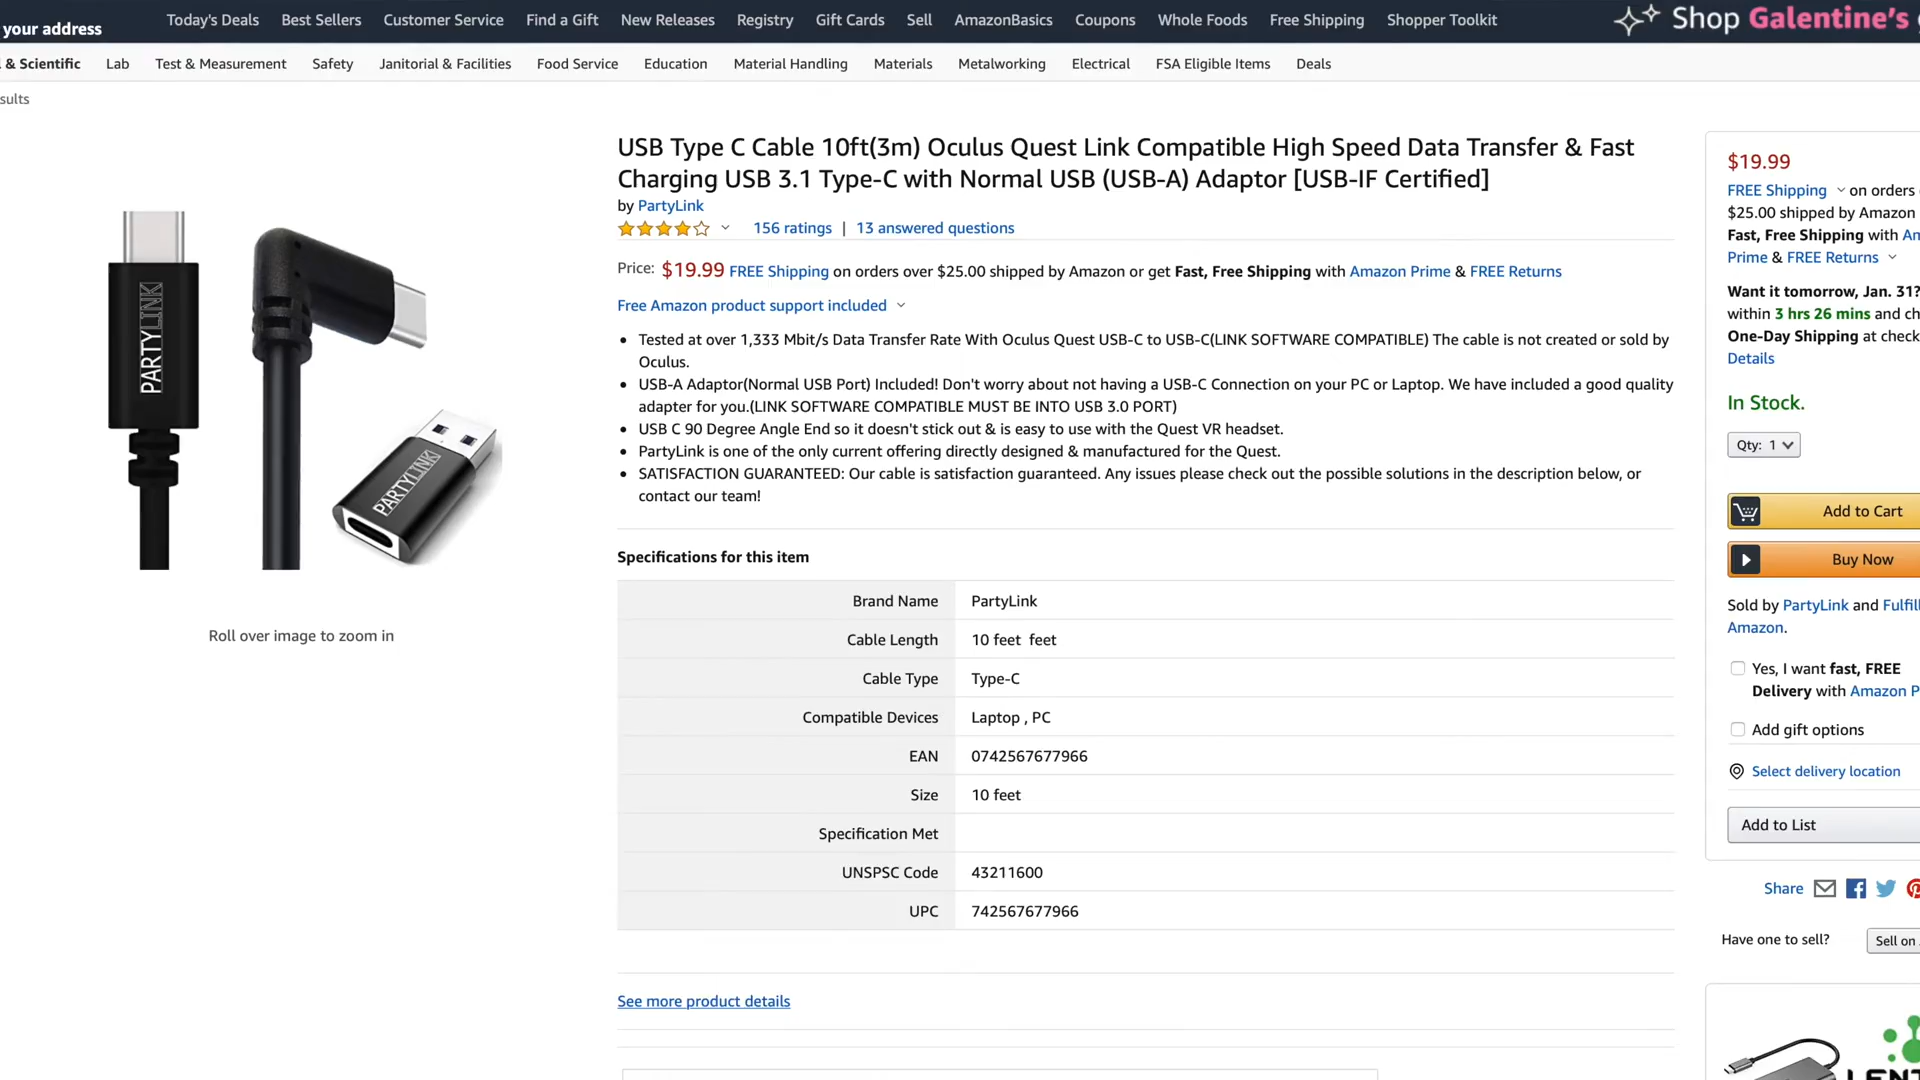 your address
Today's Deals Best Sellers Customer Service Find a Gift New Releases Registry Gift Cards Sell AmazonBasics Coupons Whole Foods Free Shipping Shopper Toolkit
Shop Galentine's
& Scientific Lab Test & Measurement Safety Janitorial & Facilities Food Service Education Material Handling Materials Metalworking Electrical FSA Eligible Items Deals
sults
USB Type C Cable 10ft(3m) Oculus Quest Link Compatible High Speed Data Transfer & Fast
Charging USB 3.1 Type-C with Normal USB (USB-A) Adaptor [USB-IF Certified]
by PartyLink
156 ratings | 13 answered questions
Price: $19.99 FREE Shipping on orders over $25.00 shipped by Amazon or get Fast, Free Shipping with Amazon Prime & FREE Returns
Free Amazon product support included
• Tested at over 1,333 Mbit/s Data Transfer Rate With Oculus Quest USB-C to USB-C(LINK SOFTWARE COMPATIBLE) The cable is not created or sold by
Oculus.
• USB-A Adaptor(Normal USB Port) Included! Don't worry about not having a USB-C Connection on your PC or Laptop. We have included a good quality
adapter for you.(LINK SOFTWARE COMPATIBLE MUST BE INTO USB 3.0 PORT)
• USB C 90 Degree Angle End so it doesn't stick out & is easy to use with the Quest VR headset.
• PartyLink is one of the only current offering directly designed & manufactured for the Quest.
• SATISFACTION GUARANTEED: Our cable is satisfaction guaranteed. Any issues please check out the possible solutions in the description below, or
contact our team!
PARTYLINK
PARTYLINK
Roll over image to zoom in
Specifications for this item
Brand Name PartyLink
Cable Length 10 feet feet
Cable Type Type-C
Compatible Devices Laptop , PC
EAN 0742567677966
Size 10 feet
Specification Met
UNSPSC Code 43211600
UPC 742567677966
See more product details
$19.99
FREE Shipping on orders
$25.00 shipped by Amazon
Fast, Free Shipping with Am
Prime & FREE Returns
Want it tomorrow, Jan. 31?
within 3 hrs 26 mins and ch
One-Day Shipping at check
Details
In Stock.
Qty: 1
Add to Cart
Buy Now
Sold by PartyLink and Fulfill
Amazon.
Yes, I want fast, FREE
Delivery with Amazon P
Add gift options
Select delivery location
Add to List
Share
Have one to sell?
Sell on
LENT